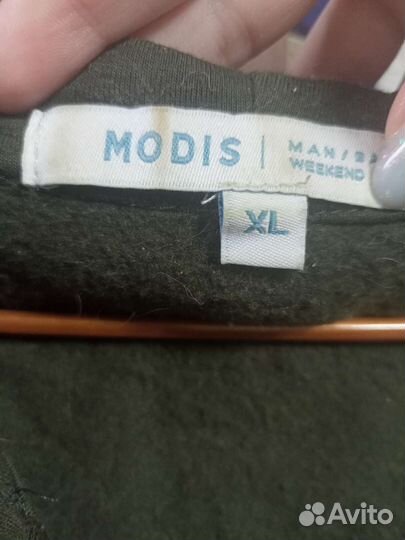 MODIS | MAN/
WEEKEND
XL
Avito